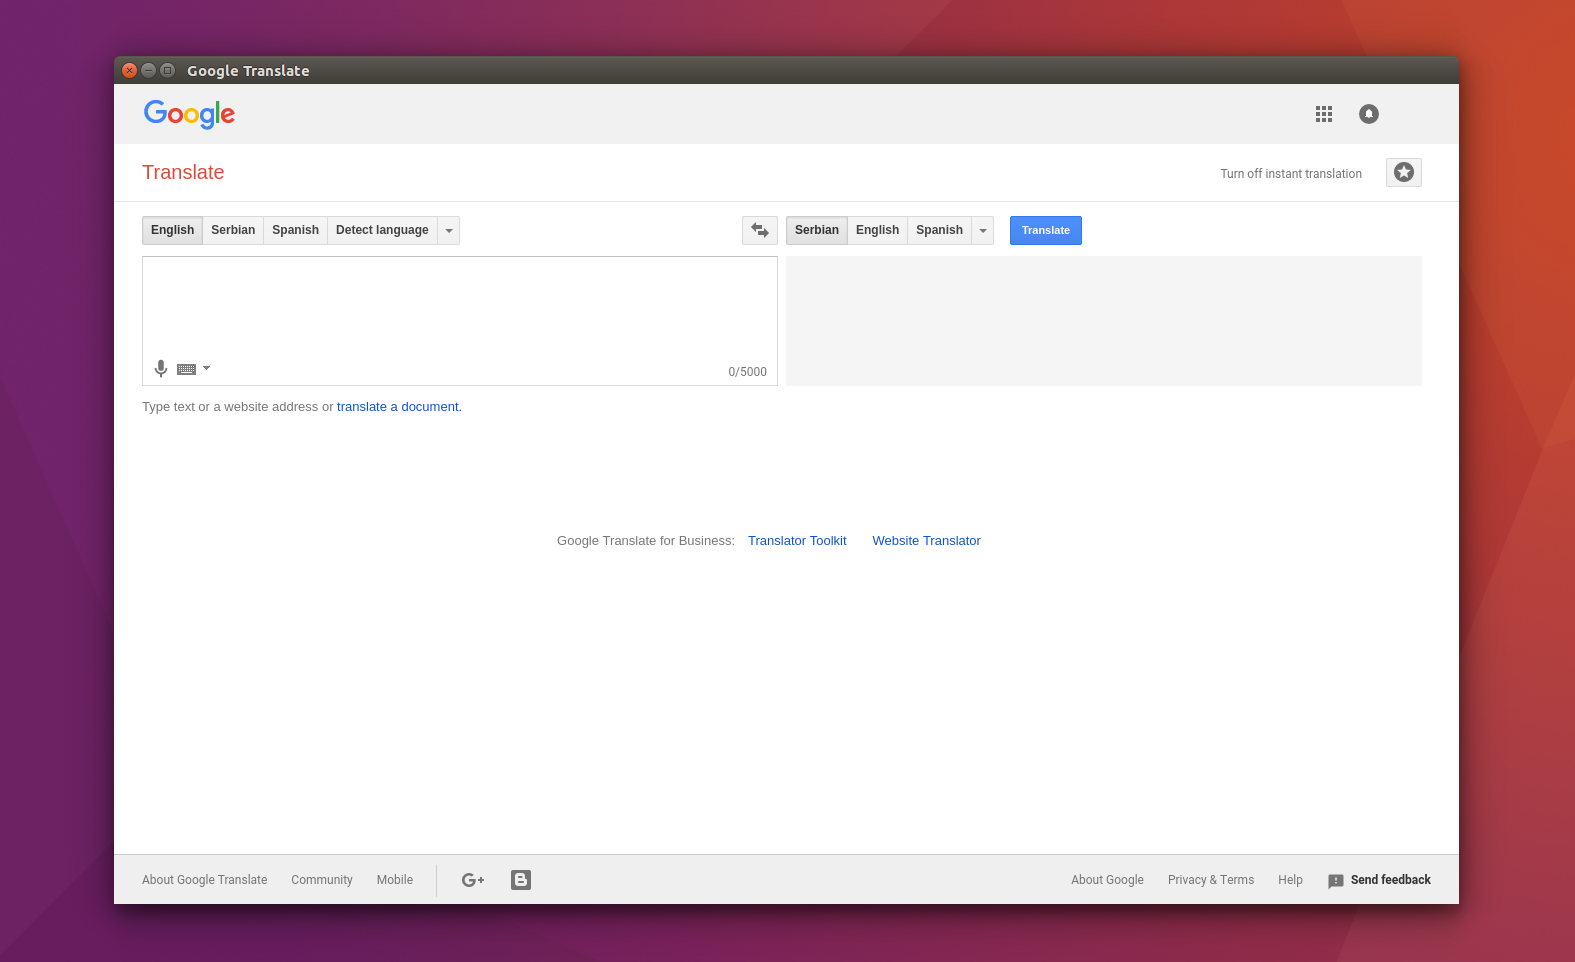 Google Translate
Google
Translate
Turn off instant translation
English Serbian Spanish Detect language
Serbian English Spanish Translate
0/5000
Type text or a website address or translate a document.
Google Translate for Business: Translator Toolkit Website Translator
About Google Translate Community Mobile G+ About Google Privacy & Terms Help Send feedback